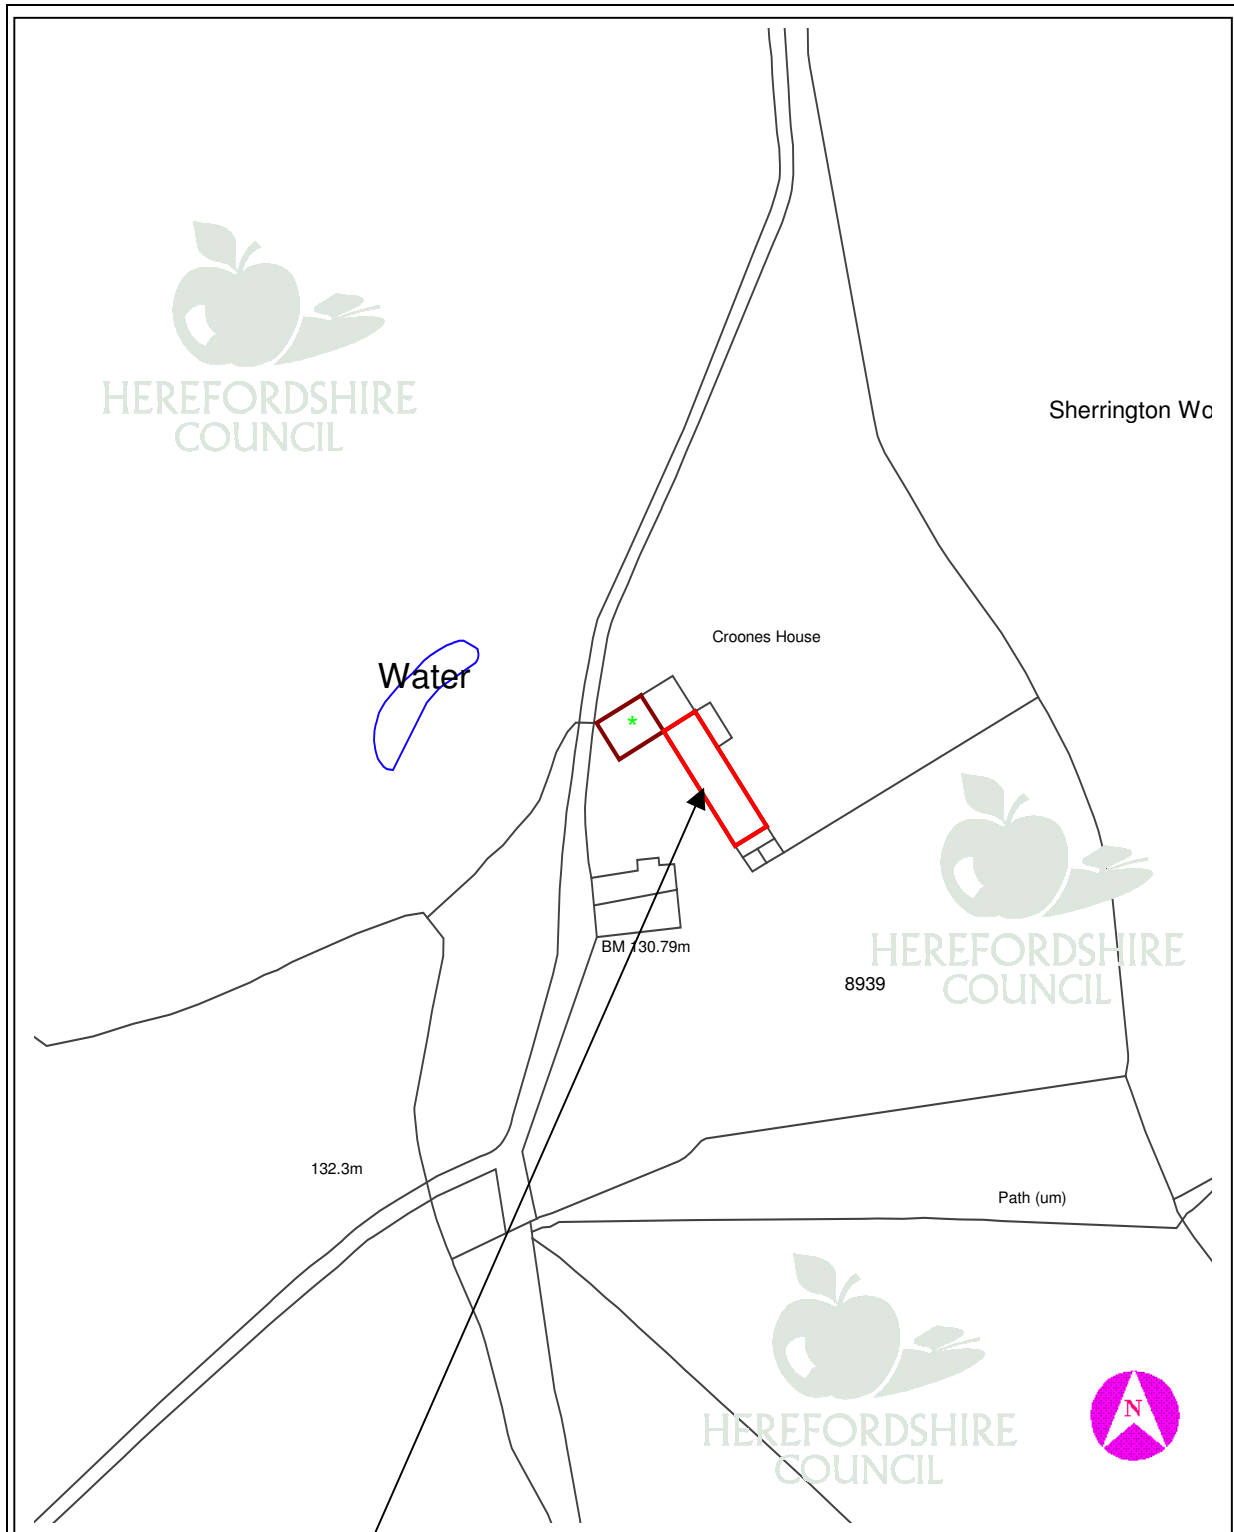 HEREFORDSHIRE
COUNCIL
Sherrington Wo
Croones House
Water
*
BM 130.79m
HEREFORDSHIRE
COUNCIL
8939
132.3m
Path (um)
HEREFORDSHIRE
COUNCIL
N